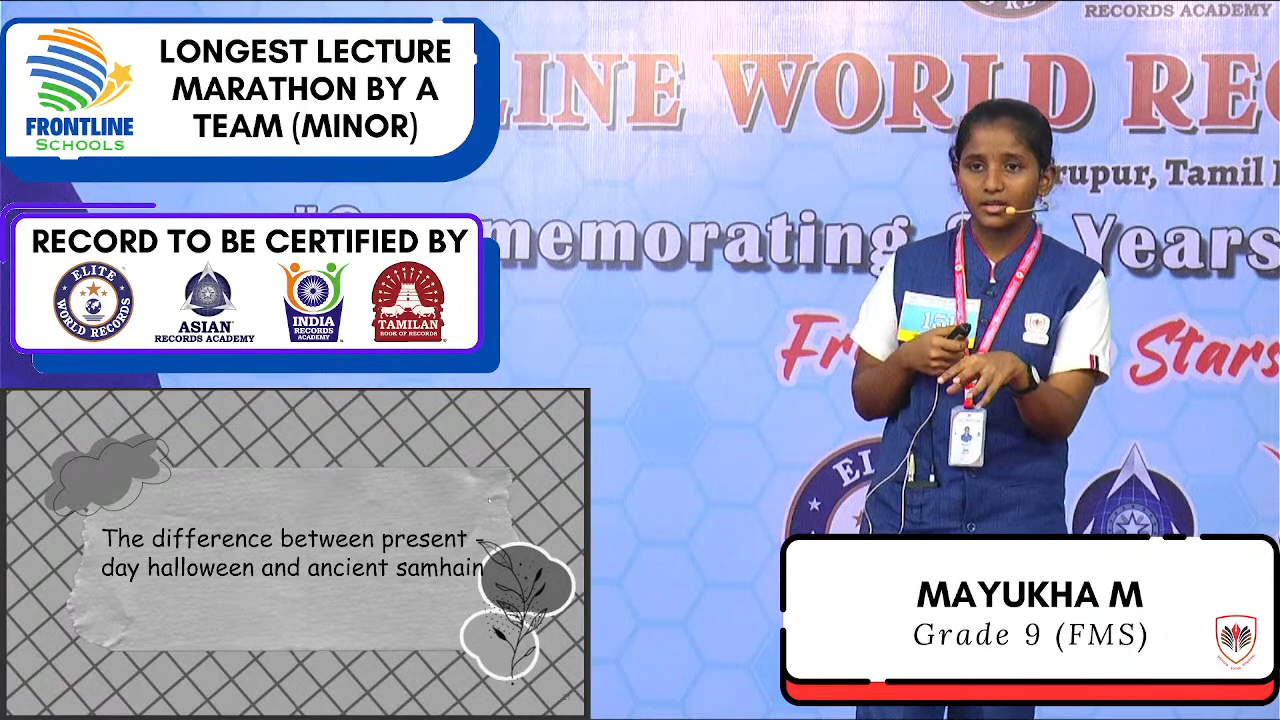 LONGEST LECTURE
MARATHON BY A
TEAM (MINOR)
FRONTLINE
SCHOOLS
RECORD TO BE CERTIFIED BY
ELITE
WORLD RECORDS
ASIAN
RECORDS ACADEMY
INDIA
RECORDS
ACADEMY
TAMILAN
BOOK OF RECORDS
RECORDS ACADEMY
LINE WORLD REC
rupur, Tamil
memorating
Years
Fr
Stars
151
ELI
The difference between present -
day halloween and ancient samhain
MAYUKHA M
Grade 9 (FMS)